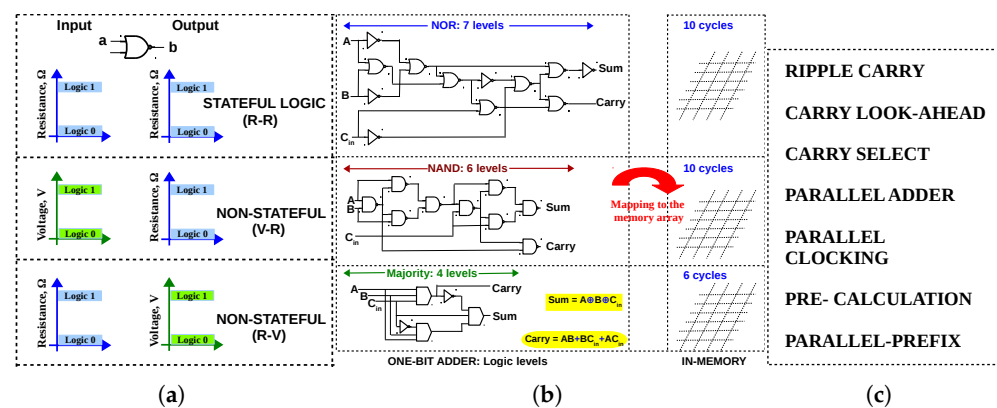 Input
Output
a
b
Resistance, Ω
Logic 1
Logic 0
Resistance, Ω
Logic 1
Logic 0
STATEFUL LOGIC
(R-R)
Voltage, V
Logic 1
Logic 0
Resistance, Ω
Logic 1
Logic 0
NON-STATEFUL
(V-R)
Resistance, Ω
Logic 1
Logic 0
Voltage, V
Logic 1
Logic 0
NON-STATEFUL
(R-V)
(a)
NOR: 7 levels
A
B
Cin
Sum
Carry
10 cycles
NAND: 6 levels
A
B
Cin
Sum
Carry
Mapping to the
memory array
10 cycles
Majority: 4 levels
A
B
Cin
Carry
Sum
Sum = A⊕B⊕Cin
Carry = AB+BCin+ACin
6 cycles
ONE-BIT ADDER: Logic levels
IN-MEMORY
(b)
RIPPLE CARRY
CARRY LOOK-AHEAD
CARRY SELECT
PARALLEL ADDER
PARALLEL
CLOCKING
PRE- CALCULATION
PARALLEL-PREFIX
(c)